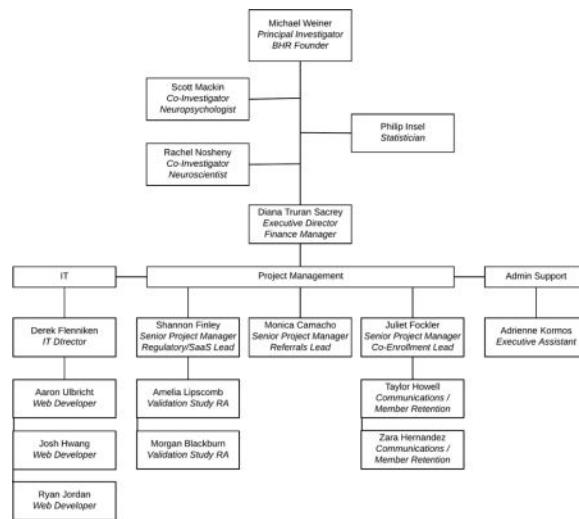 Michael Weiner
Principal Investigator
BHR Founder
Scott Mackin
Co-Investigator
Neuropsychologist
Philip Insel
Statistician
Rachel Nosheny
Co-Investigator
Neuroscientist
Diana Truran Sacrey
Executive Director
Finance Manager
IT
Project Management
Admin Support
Derek Flenniken
IT DIrector
Shannon Finley
Senior Project Manager
Regulatory/SaaS Lead
Monica Camacho
Senior Project Manager
Referrals Lead
Juliet Fockler
Senior Project Manager
Co-Enrollment Lead
Adrienne Kormos
Executive Assistant
Aaron Ulbricht
Web Developer
Amelia Lipscomb
Validation Study RA
Taylor Howell
Communications /
Member Retention
Josh Hwang
Web Developer
Morgan Blackburn
Validation Study RA
Zara Hernandez
Communications /
Member Retention
Ryan Jordan
Web Developer